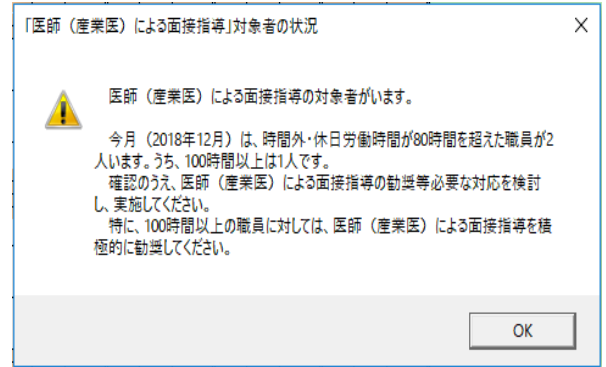 「医師（産業医）による面接指導」対象者の状況
医師（産業医）による面接指導の対象者がいます。
今月（2018年12月）は、時間外・休日労働時間が80時間を超えた職員が2
人います。うち、100時間以上は1人です。
確認のうえ、医師（産業医）による面接指導の勧奨等必要な対応を検討
し、実施してください。
特に、100時間以上の職員に対しては、医師（産業医）による面接指導を積
極的に勧奨してください。
OK